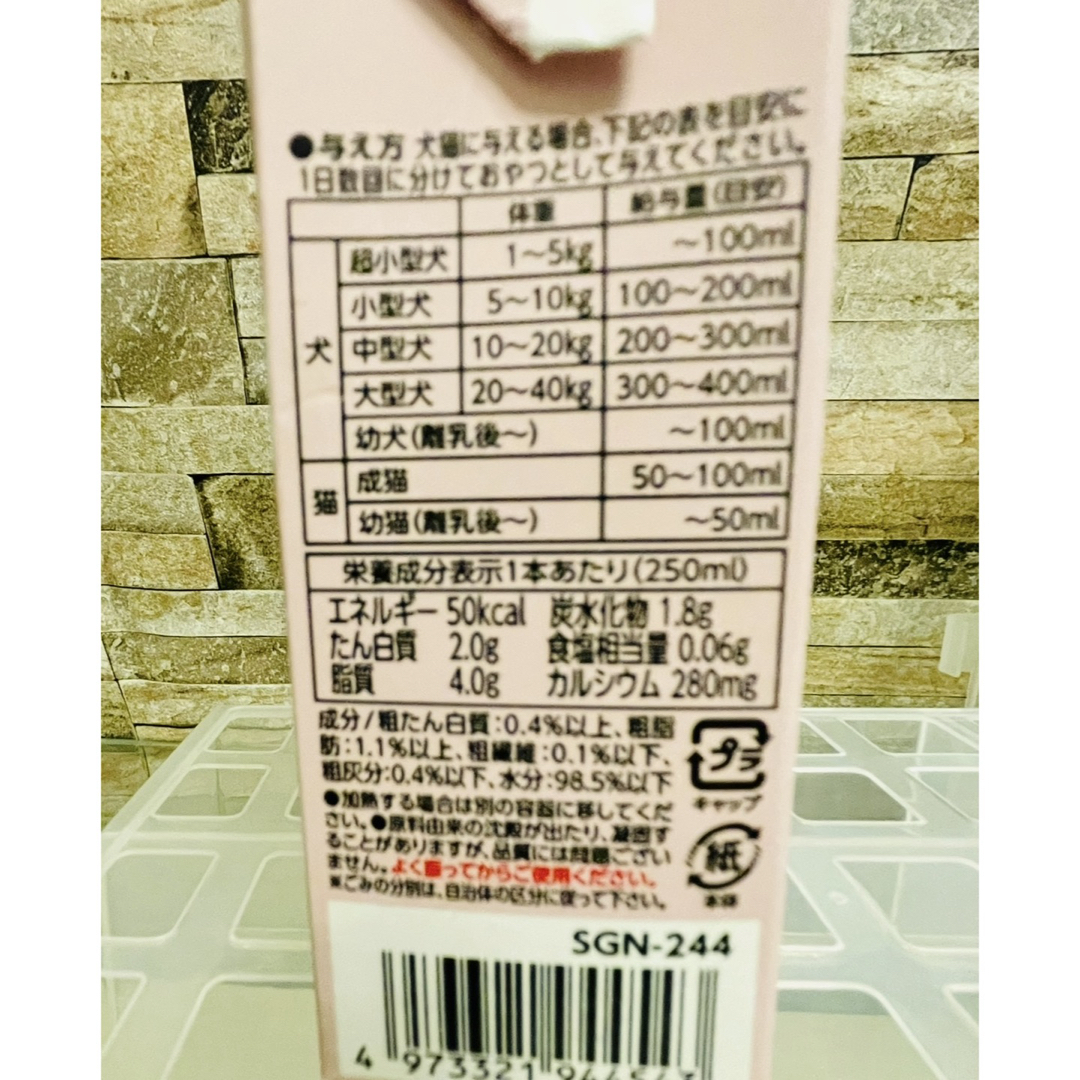 ●与え方 犬猫に与える場合、下記の表を目安に
1日数回に分けておやつとして与えてください。
体重 給与量(目安)
犬 超小型犬 1～5kg ～100ml
小型犬 5～10kg 100～200ml
中型犬 10～20kg 200～300ml
大型犬 20～40kg 300～400ml
幼犬(離乳後～) ～100ml
猫 成猫 50～100ml
幼猫(離乳後～) ～50ml
栄養成分表示1本あたり(250ml)
エネルギー 50kcal 炭水化物 1.8g
たん白質 2.0g 食塩相当量 0.06g
脂質 4.0g カルシウム 280mg
成分/粗たん白質:0.4%以上、粗脂
肪:1.1%以上、粗繊維:0.1%以下、
粗灰分:0.4%以下、水分:98.5%以下
●加熱する場合は別の容器に移してくだ
さい。●原料由来の沈殿が出たり、凝固す
ることがありますが、品質には問題ござい
ません。よく振ってからご使用ください。
※ごみの分別は、自治体の区分に従って下さい。
プラ
キャップ
紙
本体
SGN-244
4 973321